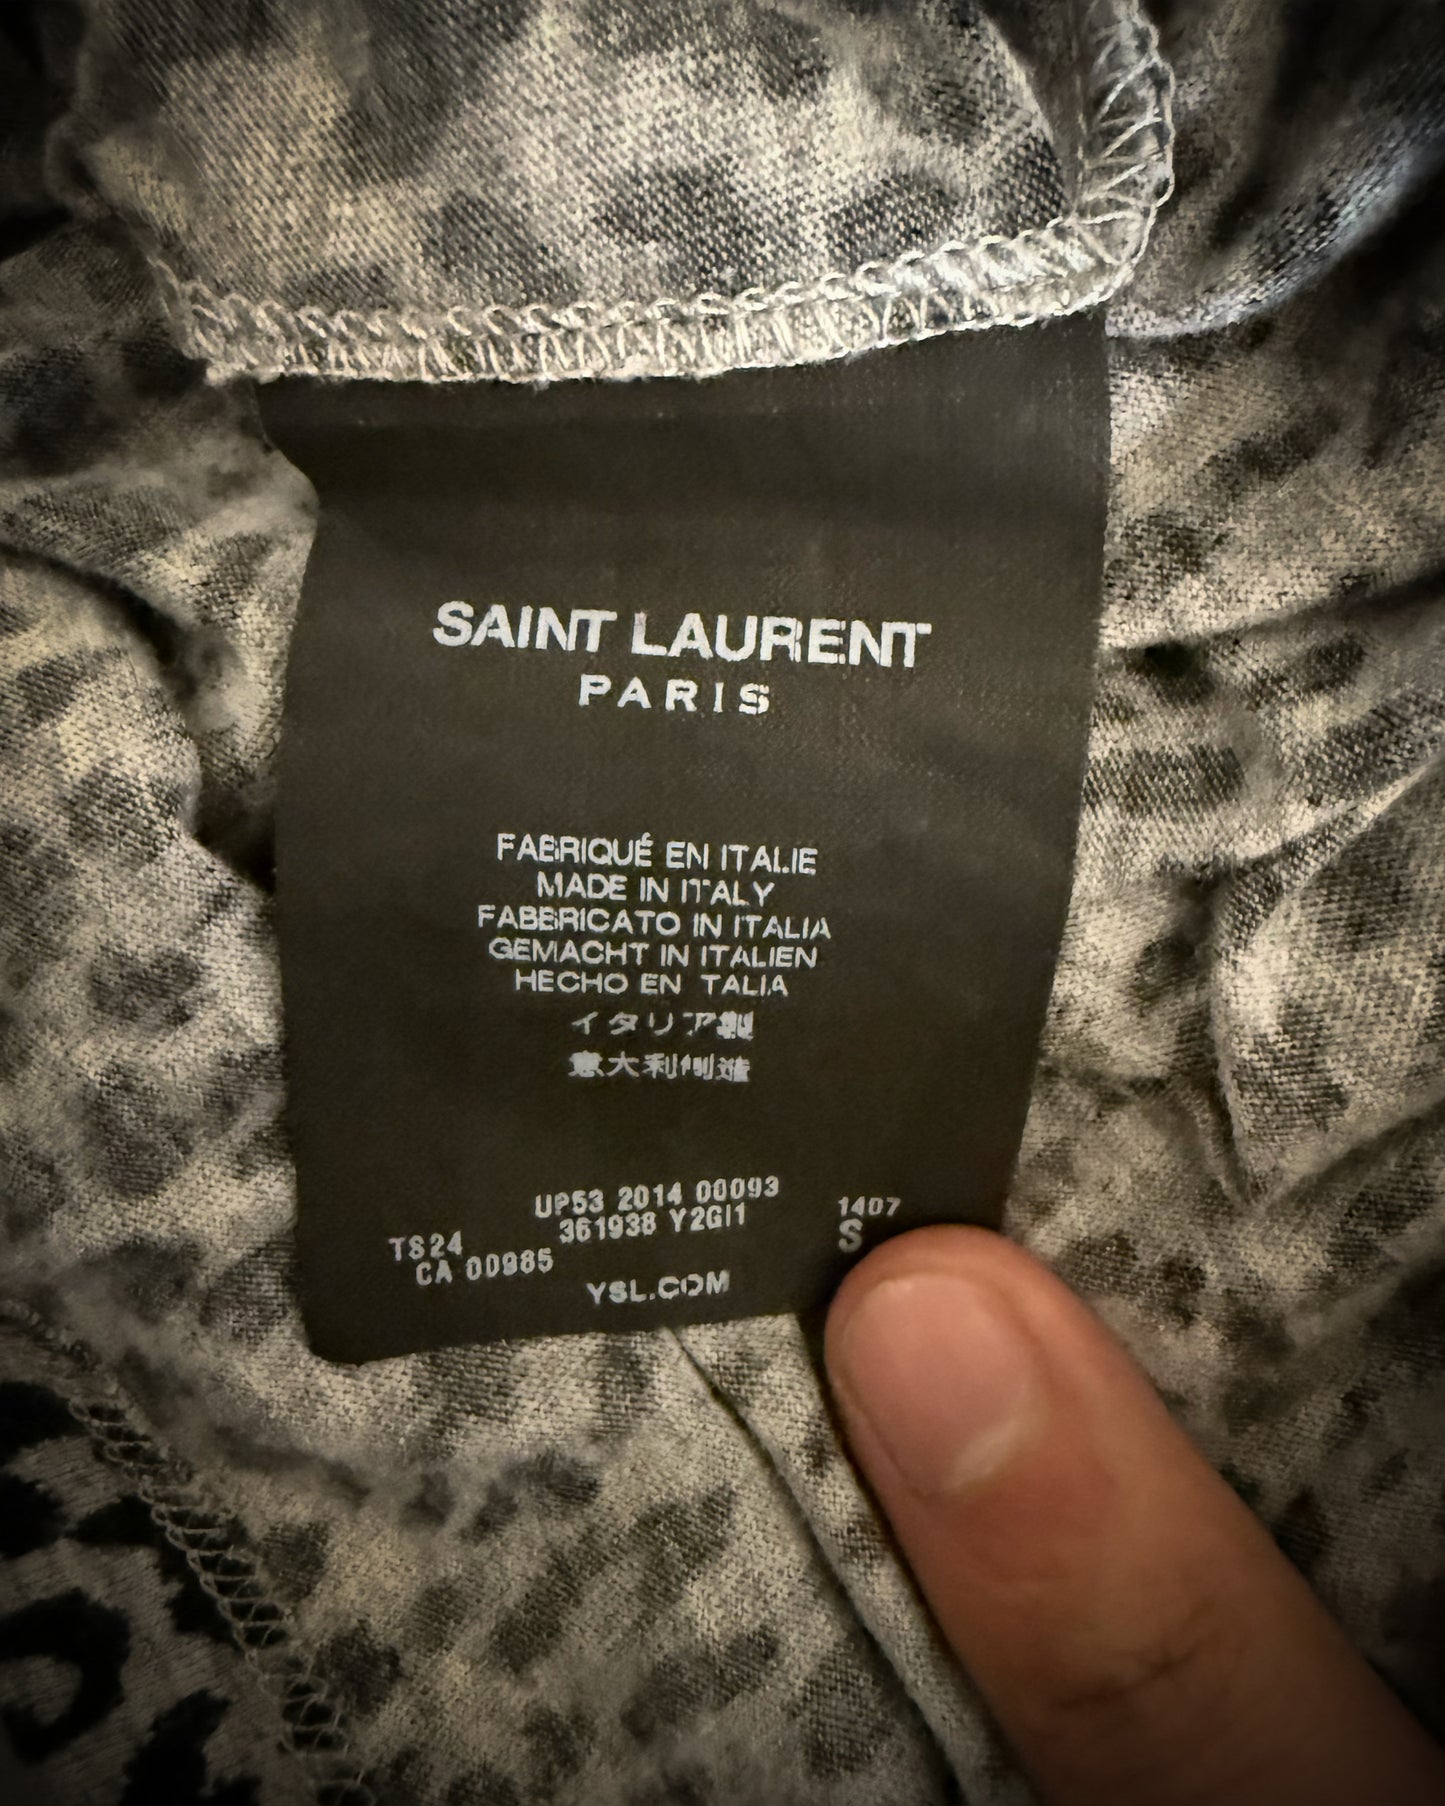 SAINT LAURENT
PARIS
FABRIQUÉ EN ITALIE
MADE IN ITALY
FABBRICATO IN ITALIA
GEMACHT IN ITALIEN
HECHO EN TALIA
イタリア製
意大利制造
UP53 2014 00093
361938 Y2GI1
1407
S
TS24
CA 00985
YSL.COM